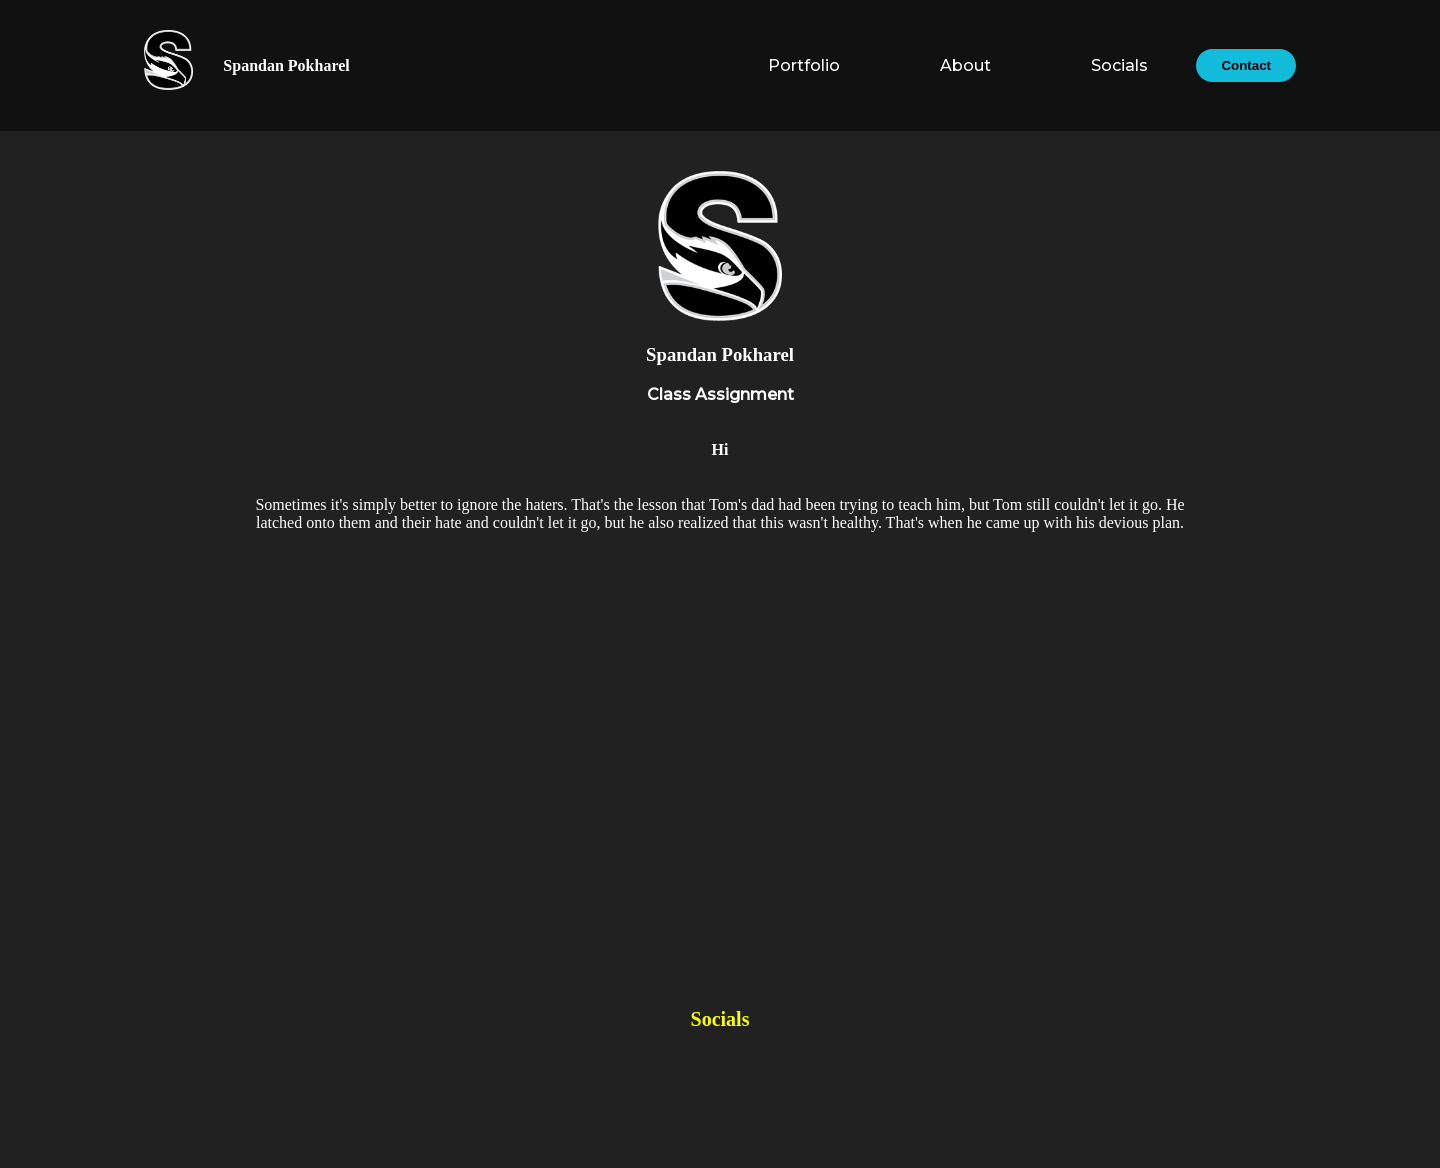 Spandan Pokharel
Portfolio
About
Socials
Contact
Spandan Pokharel
Class Assignment
Hi
Sometimes it's simply better to ignore the haters. That's the lesson that Tom's dad had been trying to teach him, but Tom still couldn't let it go. He
latched onto them and their hate and couldn't let it go, but he also realized that this wasn't healthy. That's when he came up with his devious plan.
Socials